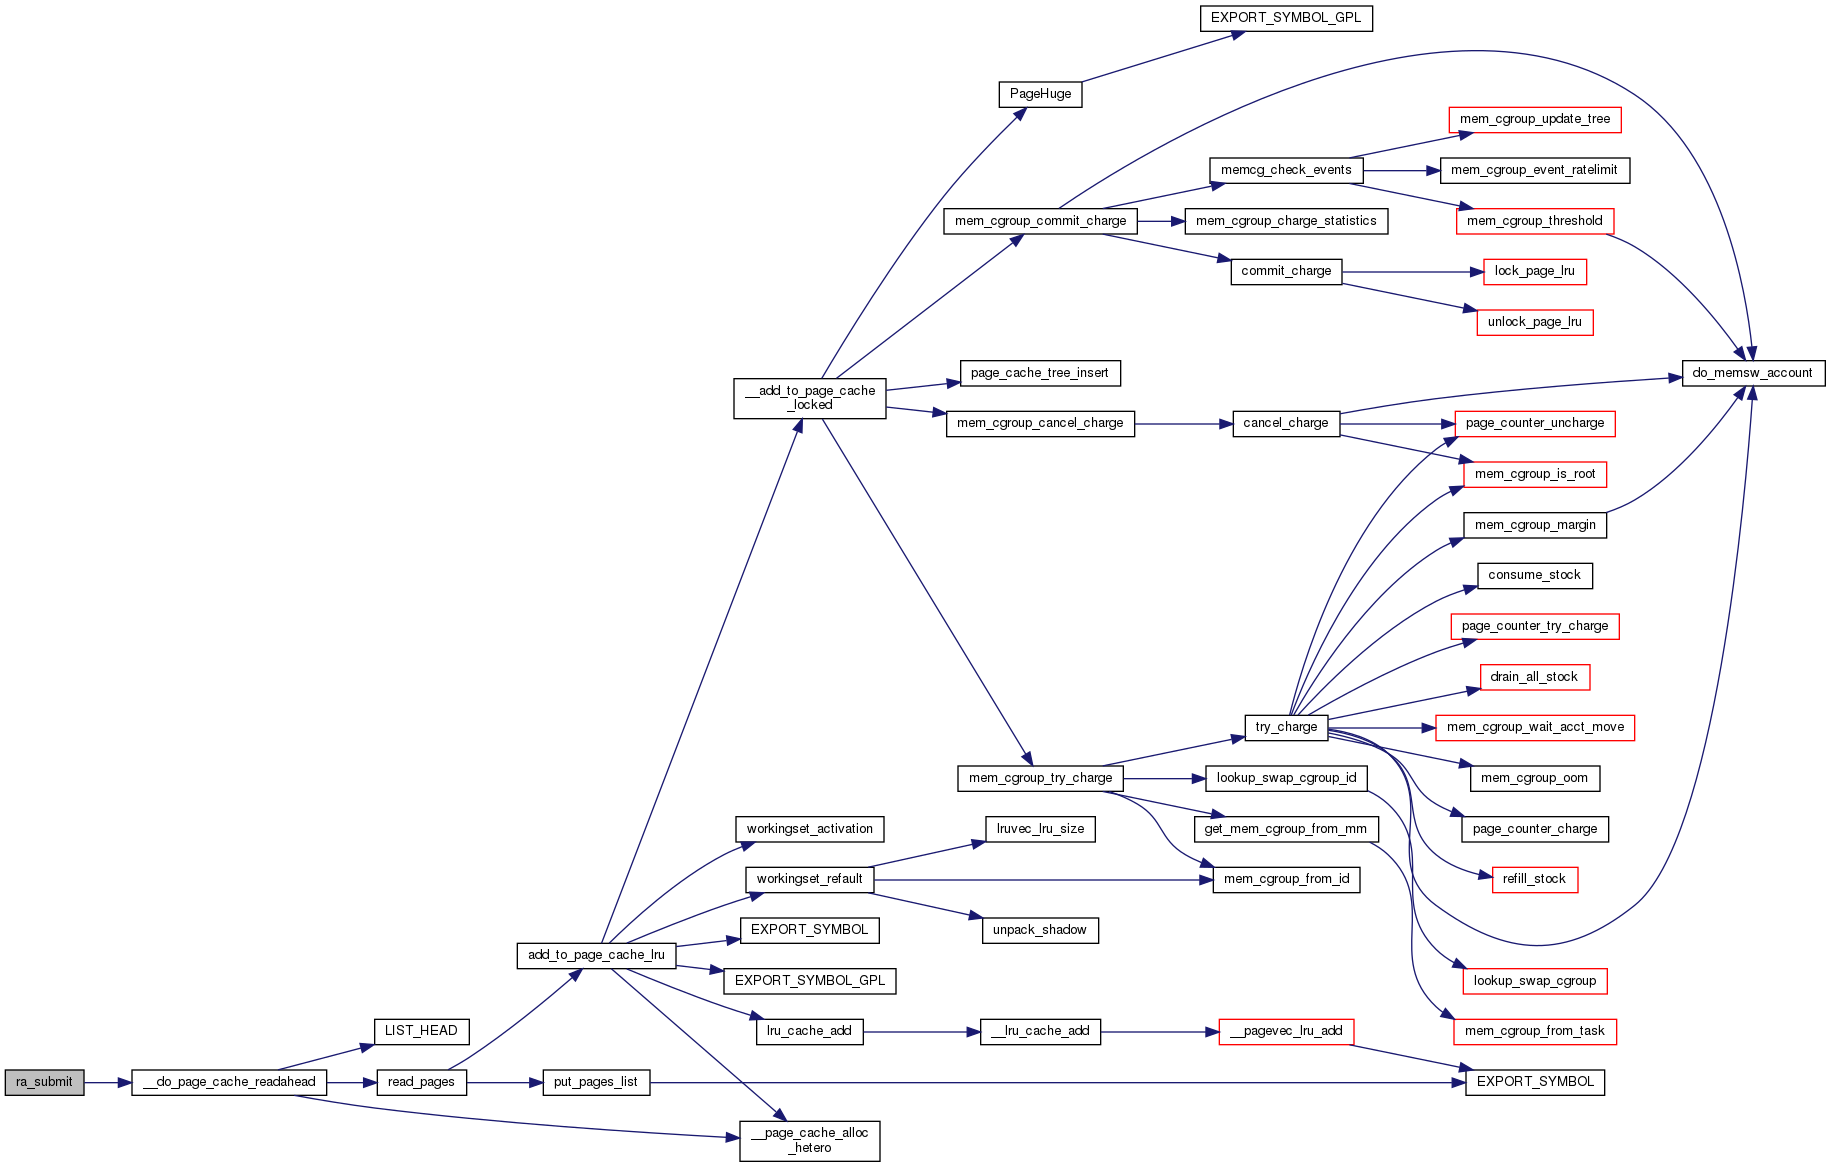 EXPORT_SYMBOL_GPL
PageHuge
mem_cgroup_update_tree
memcg_check_events
mem_cgroup_event_ratelimit
mem_cgroup_commit_charge
mem_cgroup_charge_statistics
mem_cgroup_threshold
commit_charge
lock_page_lru
unlock_page_lru
__add_to_page_cache
_locked
page_cache_tree_insert
do_memsw_account
mem_cgroup_cancel_charge
cancel_charge
page_counter_uncharge
mem_cgroup_is_root
mem_cgroup_margin
consume_stock
page_counter_try_charge
drain_all_stock
try_charge
mem_cgroup_wait_acct_move
mem_cgroup_try_charge
lookup_swap_cgroup_id
mem_cgroup_oom
workingset_activation
lruvec_lru_size
get_mem_cgroup_from_mm
page_counter_charge
workingset_refault
mem_cgroup_from_id
refill_stock
EXPORT_SYMBOL
unpack_shadow
add_to_page_cache_lru
EXPORT_SYMBOL_GPL
lookup_swap_cgroup
LIST_HEAD
lru_cache_add
__lru_cache_add
__pagevec_lru_add
mem_cgroup_from_task
ra_submit
__do_page_cache_readahead
read_pages
put_pages_list
EXPORT_SYMBOL
__page_cache_alloc
_hetero